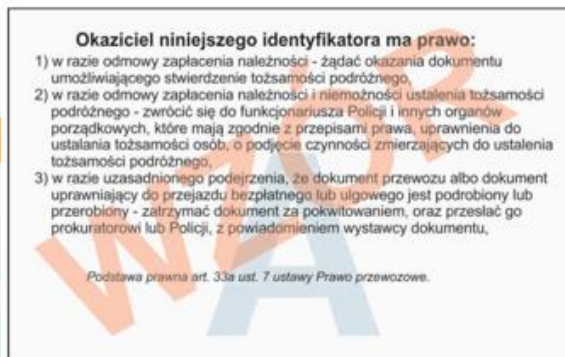 Okaziciel niniejszego identyfikatora ma prawo:
1) w razie odmowy zapłacenia należności - żądać okazania dokumentu
umożliwiającego stwierdzenie tożsamości podróżnego,
2) w razie odmowy zapłacenia należności i niemożności ustalenia tożsamości
podróżnego - zwrócić się do funkcjonariusza Policji i innych organów
porządkowych, które mają zgodnie z przepisami prawa, uprawnienia do
ustalania tożsamości osób, o podjęcie czynności zmierzających do ustalenia
tożsamości podróżnego,
3) w razie uzasadnionego podejrzenia, że dokument przewozu albo dokument
uprawniający do przejazdu bezpłatnego lub ulgowego jest podrobiony lub
przerobiony - zatrzymać dokument za pokwitowaniem, oraz przesłać go
prokuratorowi lub Policji, z powiadomieniem wystawcy dokumentu,
Podstawa prawna art. 33a ust. 7 ustawy Prawo przewozowe.
WZÓR
A